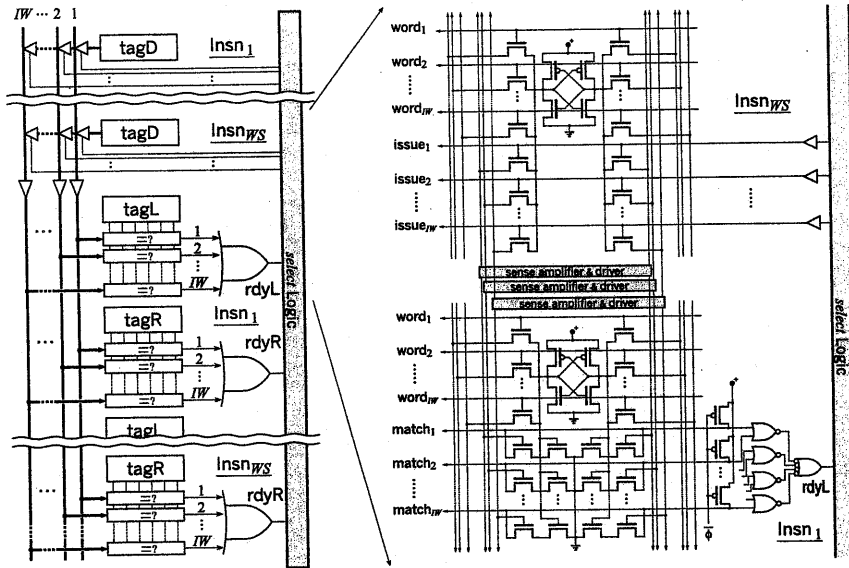 IW ··· 2 1
tagD
Insn1
tagD
InsnWS
tagL
=?
=?
=?
1
2
IW
rdyL
tagR
Insn1
rdyR
=?
=?
=?
1
2
IW
tagL
tagR
InsnWS
rdyR
=?
=?
=?
1
2
IW
select Logic
word1
word2
wordIW
issue1
issue2
issueIW
InsnWS
sense amplifier & driver
sense amplifier & driver
sense amplifier & driver
word1
word2
wordIW
match1
match2
matchIW
ϕ
rdyL
Insn1
select Logic